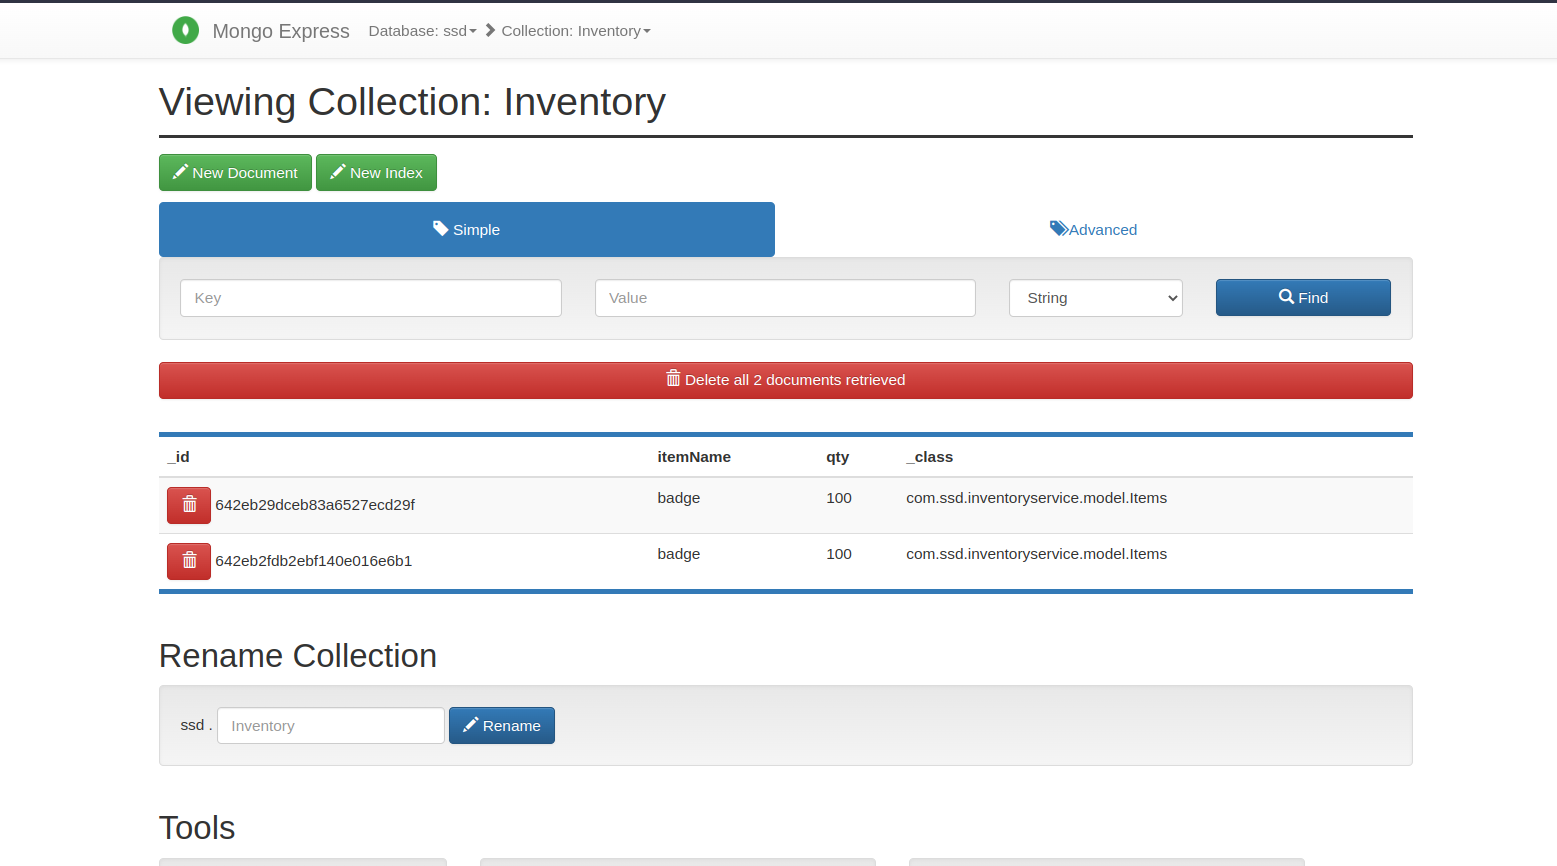 Mongo Express Database: ssd Collection: Inventory
Viewing Collection: Inventory
New Document New Index
Simple Advanced
Key Value String Find
Delete all 2 documents retrieved
_id itemName qty _class
642eb29dceb83a6527ecd29f badge 100 com.ssd.inventoryservice.model.Items
642eb2fdb2ebf140e016e6b1 badge 100 com.ssd.inventoryservice.model.Items
Rename Collection
ssd . Inventory Rename
Tools